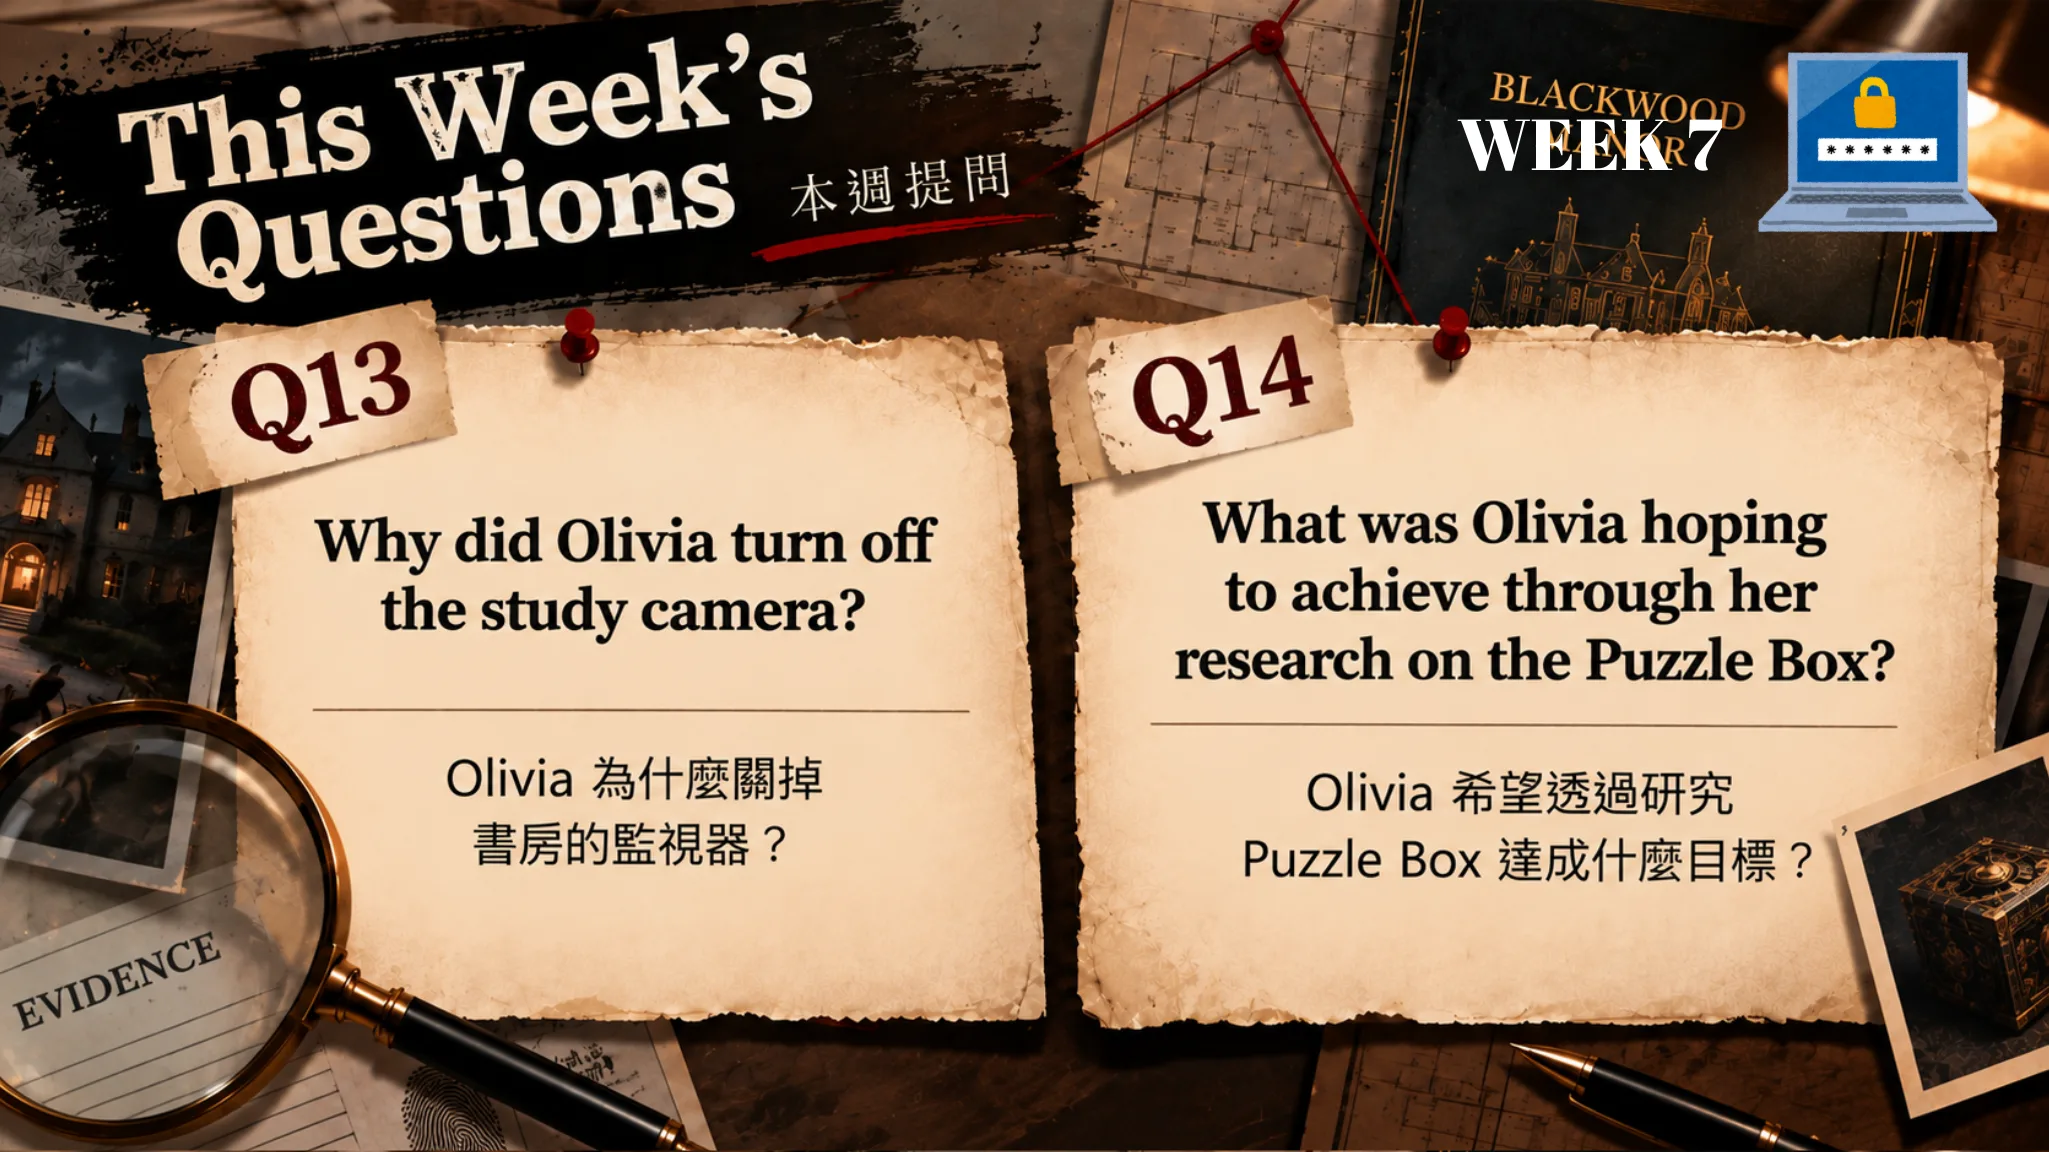 This Week's
Questions 本週提問
BLACKWOOD
MANOR
WEEK 7
******
Q13
Why did Olivia turn off
the study camera?
Olivia 為什麼關掉
書房的監視器？
Q14
What was Olivia hoping
to achieve through her
research on the Puzzle Box?
Olivia 希望透過研究
Puzzle Box 達成什麼目標？
EVIDENCE